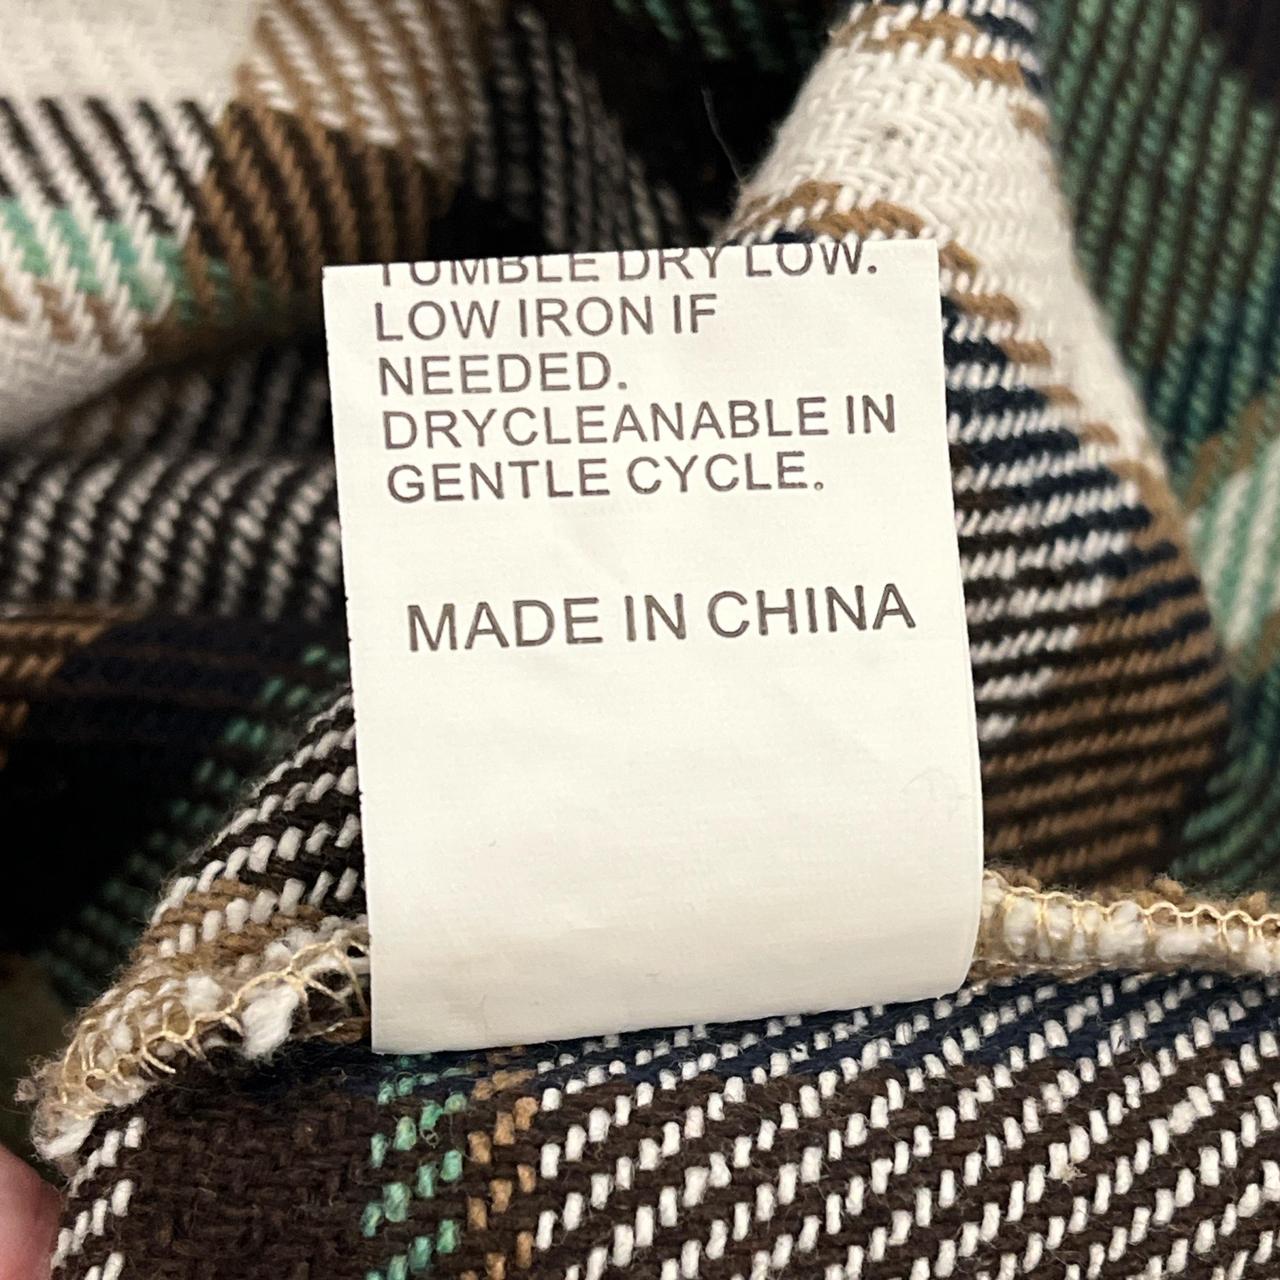 TUMBLE DRY LOW.
LOW IRON IF
NEEDED.
DRYCLEANABLE IN
GENTLE CYCLE.
MADE IN CHINA